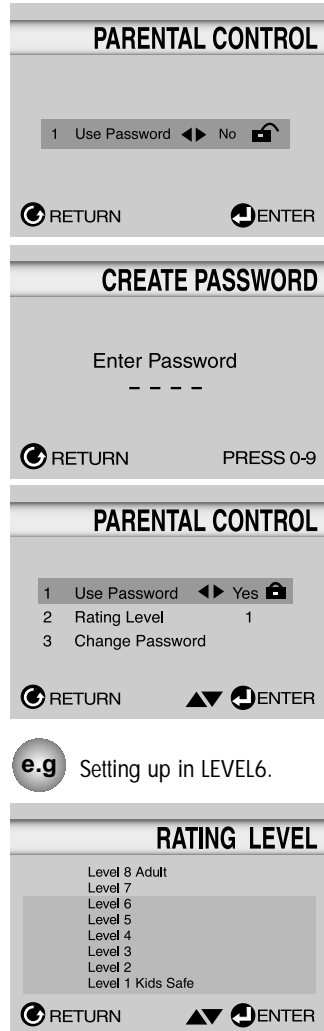 PARENTAL CONTROL
1 Use Password ◀▶ No
RETURN ENTER
CREATE PASSWORD
Enter Password
– – – –
RETURN PRESS 0-9
PARENTAL CONTROL
1 Use Password ◀▶ Yes
2 Rating Level 1
3 Change Password
RETURN ▲▼ ENTER
e.g Setting up in LEVEL6.
RATING LEVEL
Level 8 Adult
Level 7
Level 6
Level 5
Level 4
Level 3
Level 2
Level 1 Kids Safe
RETURN ▲▼ ENTER